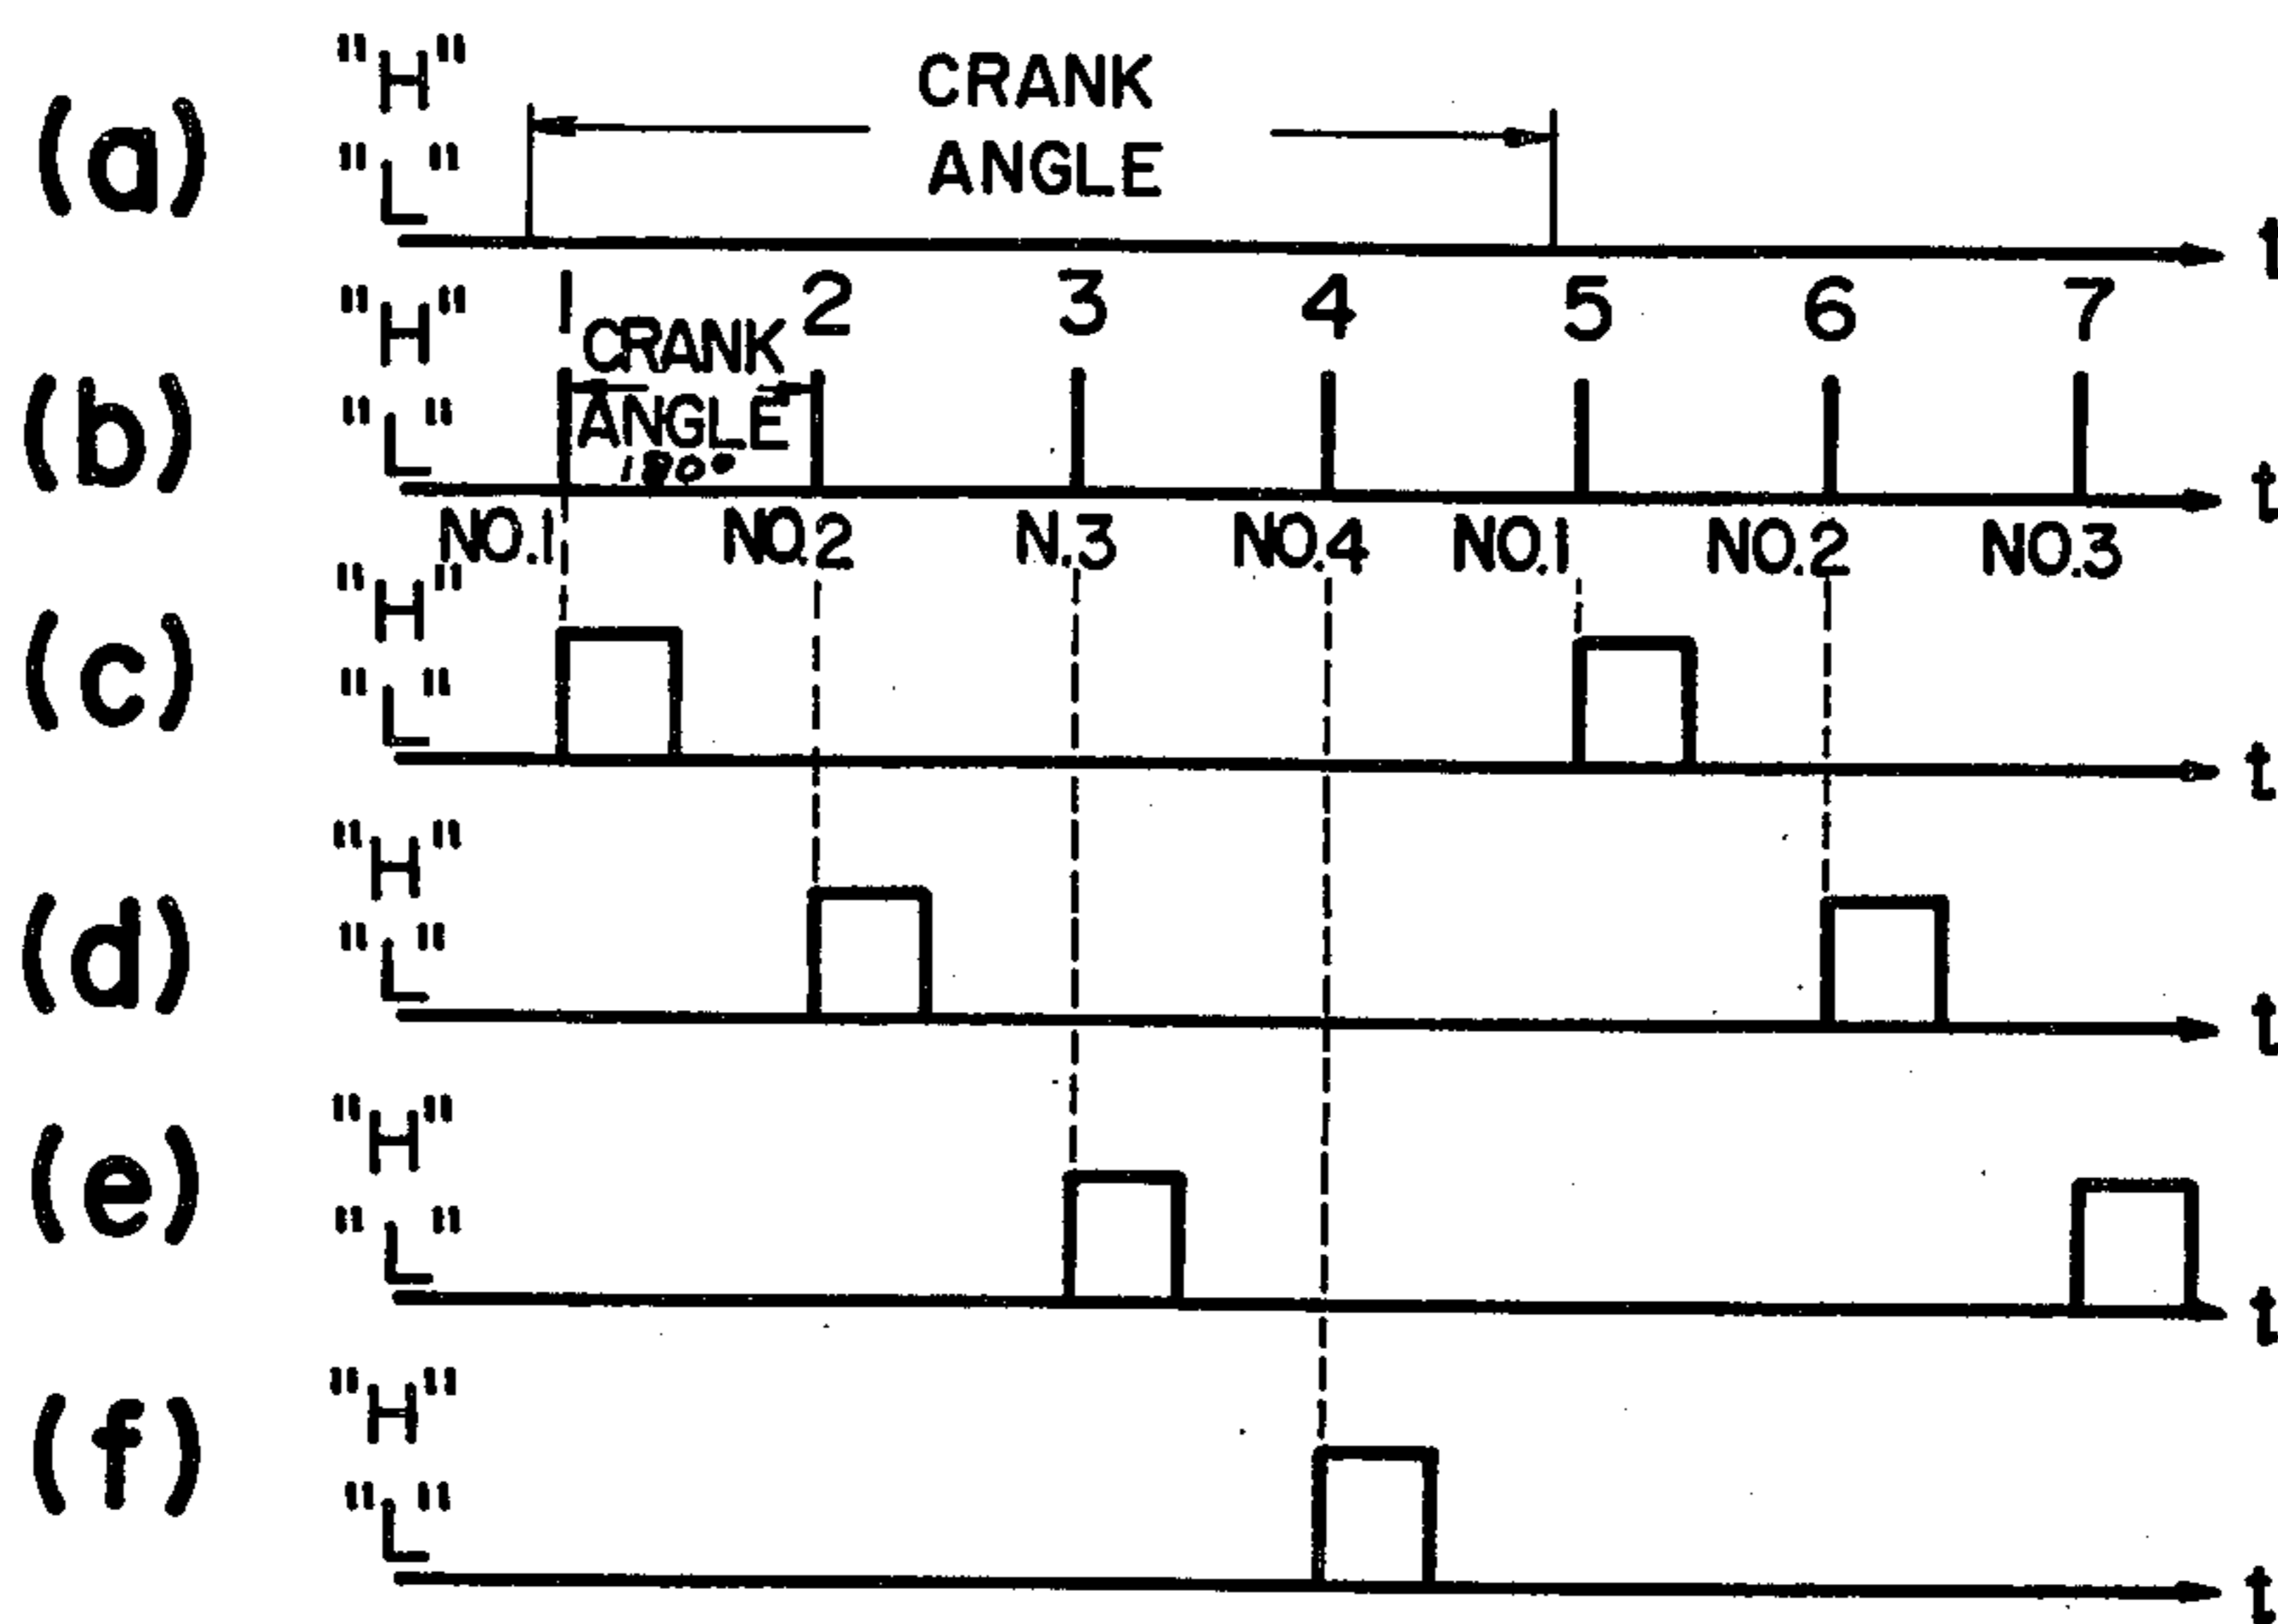 (a) "H" CRANK
"L" ANGLE
t
1 2 3 4 5 6 7
(b) "H" CRANK
"L" ANGLE
180°
t
NO.1 NO.2 N.3 NO.4 NO.1 NO.2 NO.3
(c) "H"
"L"
t
(d) "H"
"L"
t
(e) "H"
"L"
t
(f) "H"
"L"
t